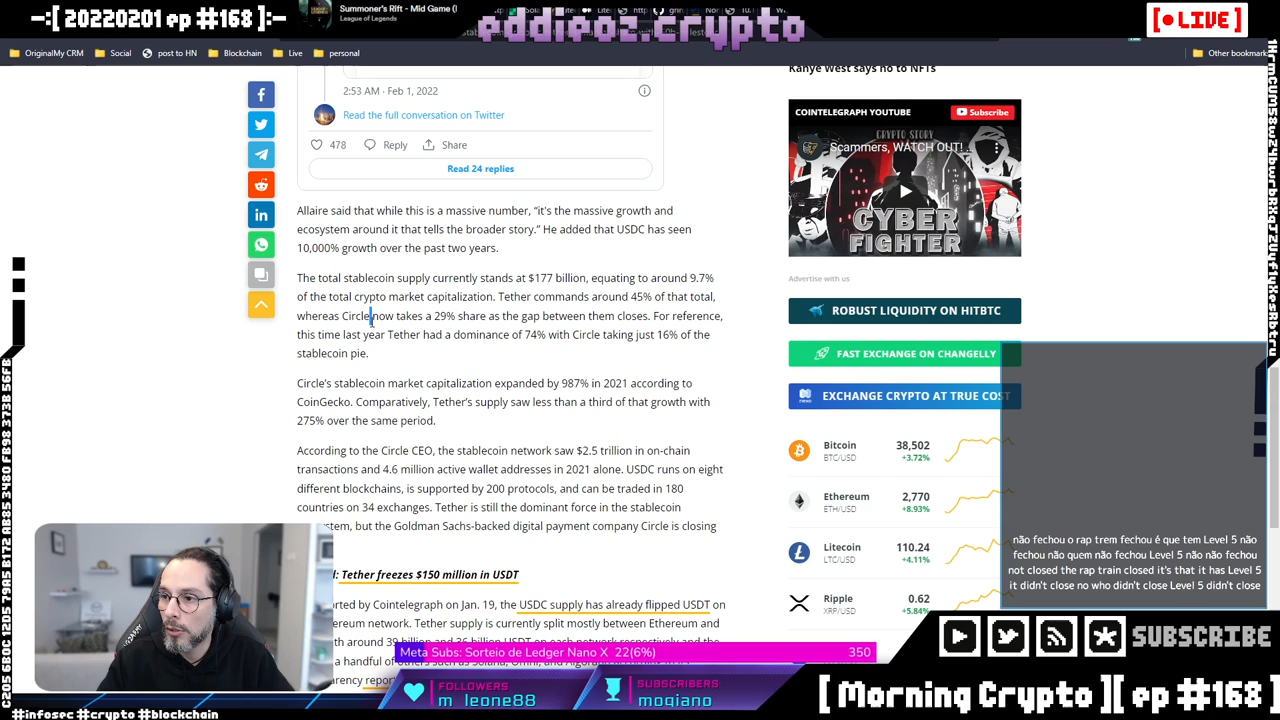 -:[ 20220201 ep #168 ]:-
Summoner's Rift - Mid Game (
League of Legends
eddieoz.crypto
[ • LIVE ]
OriginalMy CRM
Social
post to HN
Blockchain
Live
personal
Other bookmark
Kanye West says no to NFTs
2:53 AM · Feb 1, 2022
Read the full conversation on Twitter
478
Reply
Share
Read 24 replies
Allaire said that while this is a massive number, “it's the massive growth and
ecosystem around it that tells the broader story.” He added that USDC has seen
10,000% growth over the past two years.
The total stablecoin supply currently stands at $177 billion, equating to around 9.7%
of the total crypto market capitalization. Tether commands around 45% of that total,
whereas Circle now takes a 29% share as the gap between them closes. For reference,
this time last year Tether had a dominance of 74% with Circle taking just 16% of the
stablecoin pie.
Circle’s stablecoin market capitalization expanded by 987% in 2021 according to
CoinGecko. Comparatively, Tether’s supply saw less than a third of that growth with
275% over the same period.
According to the Circle CEO, the stablecoin network saw $2.5 trillion in on-chain
transactions and 4.6 million active wallet addresses in 2021 alone. USDC runs on eight
different blockchains, is supported by 200 protocols, and can be traded in 180
countries on 34 exchanges. Tether is still the dominant force in the stablecoin
but the Goldman Sachs-backed digital payment company Circle is closing
Tether freezes $150 million in USDT
by Cointelegraph on Jan. 19, the USDC supply has already flipped USDT on
network. Tether supply is currently split mostly between Ethereum and
COINTELEGRAPH YOUTUBE
Subscribe
CRYPTO STORY
Scammers, WATCH OUT! ...
CYBER
FIGHTER
Advertise with us
ROBUST LIQUIDITY ON HITBTC
FAST EXCHANGE ON CHANGELLY
EXCHANGE CRYPTO AT TRUE COST
Bitcoin 38,502
BTC/USD +3.72%
Ethereum 2,770
ETH/USD +8.93%
Litecoin 110.24
LTC/USD +4.11%
Ripple 0.62
XRP/USD +5.84%
não fechou o rap trem fechou é que tem Level 5 não
fechou não quem não fechou Level 5 não não fechou
not closed the rap train closed it's that it has Level 5
it didn't close no who didn't close Level 5 didn't close
Meta Subs: Sorteio de Ledger Nano X 22(6%) 350
FOLLOWERS
m_leone88
SUBSCRIBERS
mogiano
SUBSCRIBE
[ Morning Crypto ][ ep #168 ]
#infosec #crypto #blockchain